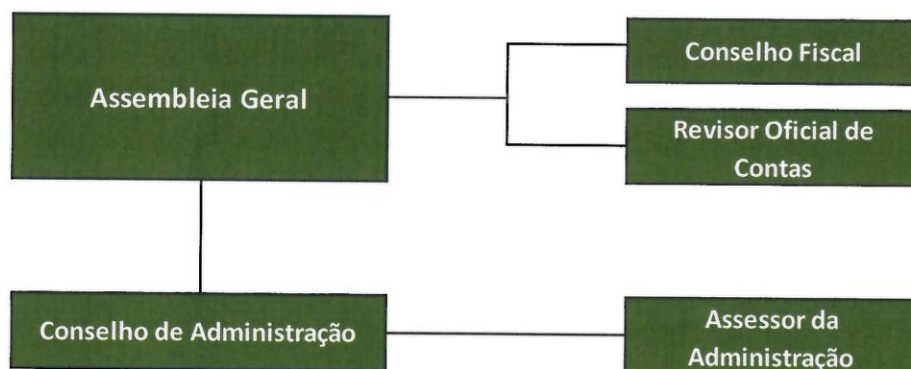 Assembleia Geral
Conselho Fiscal
Revisor Oficial de
Contas
Conselho de Administração
Assessor da
Administração